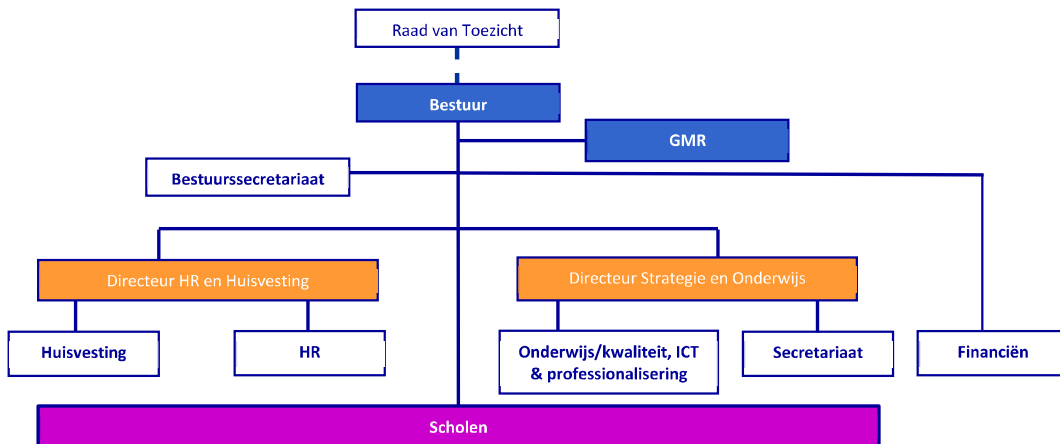 Raad van Toezicht
Bestuur
GMR
Bestuurssecretariaat
Directeur HR en Huisvesting
Directeur Strategie en Onderwijs
Huisvesting
HR
Onderwijs/kwaliteit, ICT
& professionalisering
Secretariaat
Financiën
Scholen